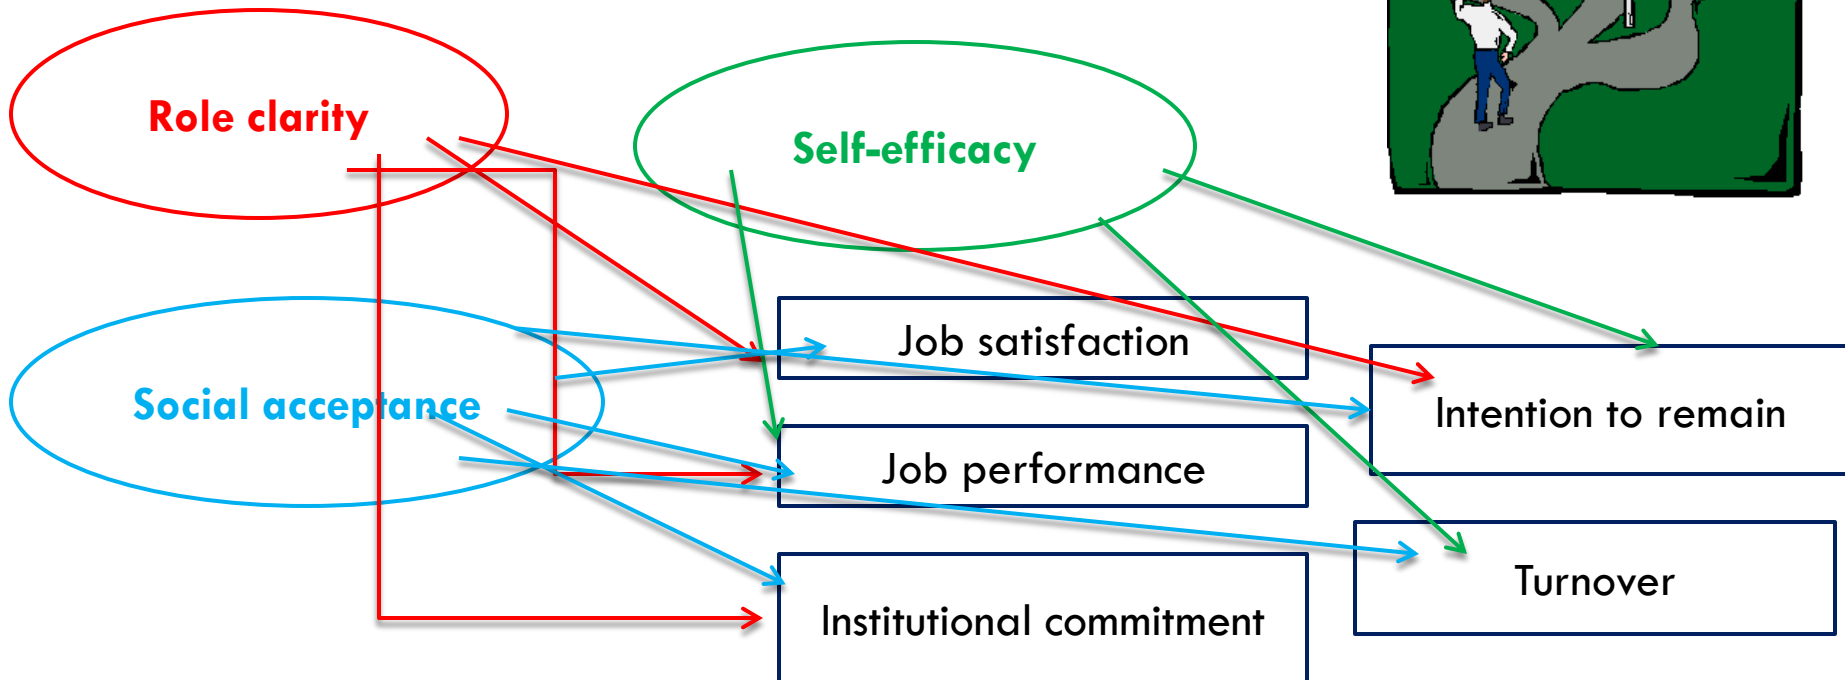 Role clarity
Self-efficacy
Social acceptance
Job satisfaction
Intention to remain
Job performance
Turnover
Institutional commitment